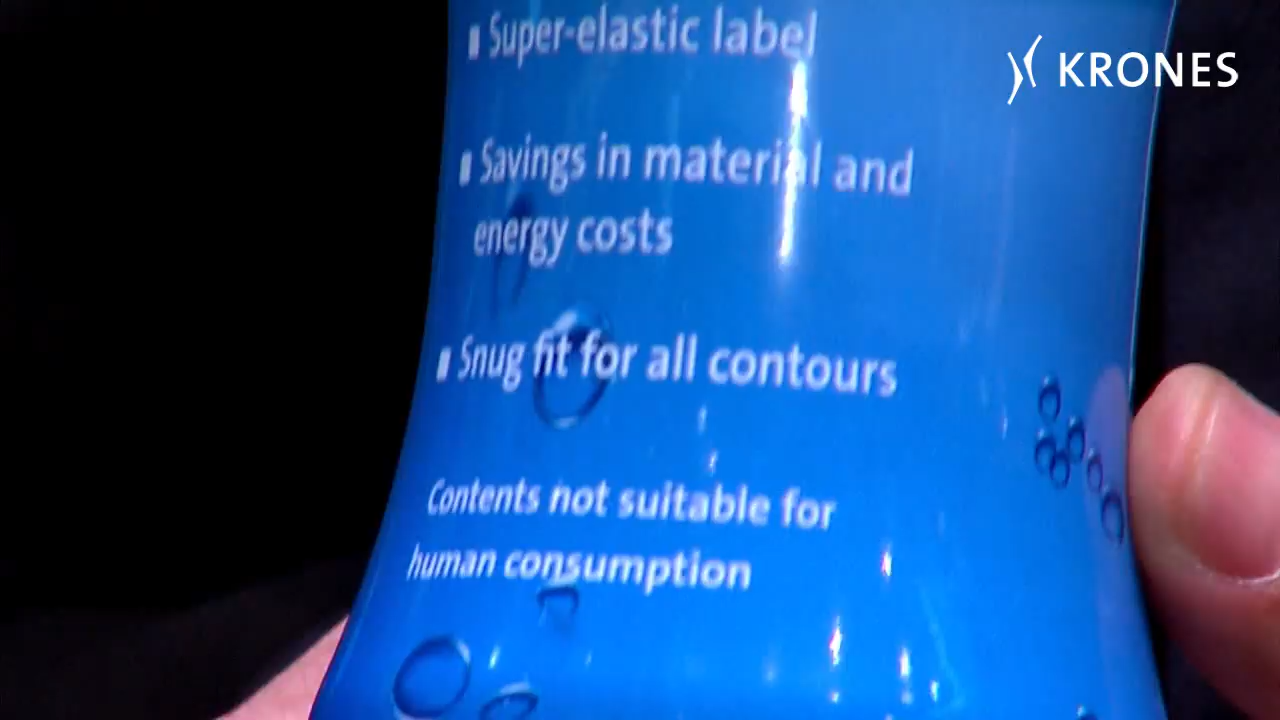 Super-elastic label
KRONES
Savings in material and
energy costs
Snug fit for all contours
Contents not suitable for
human consumption